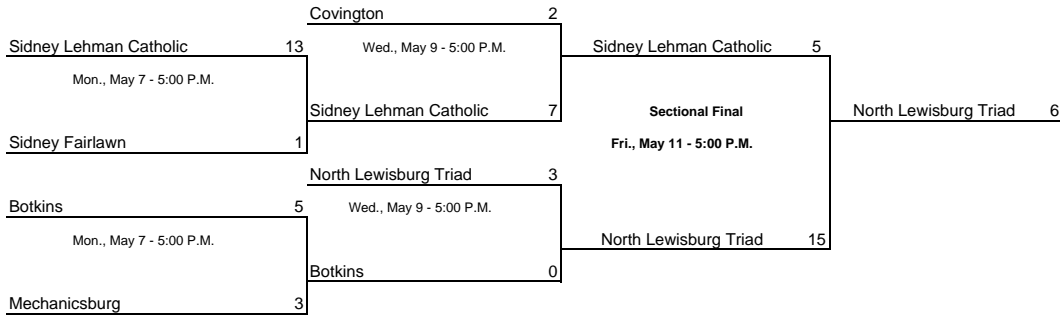 Covington 2
Sidney Lehman Catholic 13
Wed., May 9 - 5:00 P.M.
Sidney Lehman Catholic 5
Mon., May 7 - 5:00 P.M.
Sidney Lehman Catholic 7
Sectional Final
North Lewisburg Triad 6
Sidney Fairlawn 1
Fri., May 11 - 5:00 P.M.
North Lewisburg Triad 3
Botkins 5
Wed., May 9 - 5:00 P.M.
Mon., May 7 - 5:00 P.M.
North Lewisburg Triad 15
Botkins 0
Mechanicsburg 3